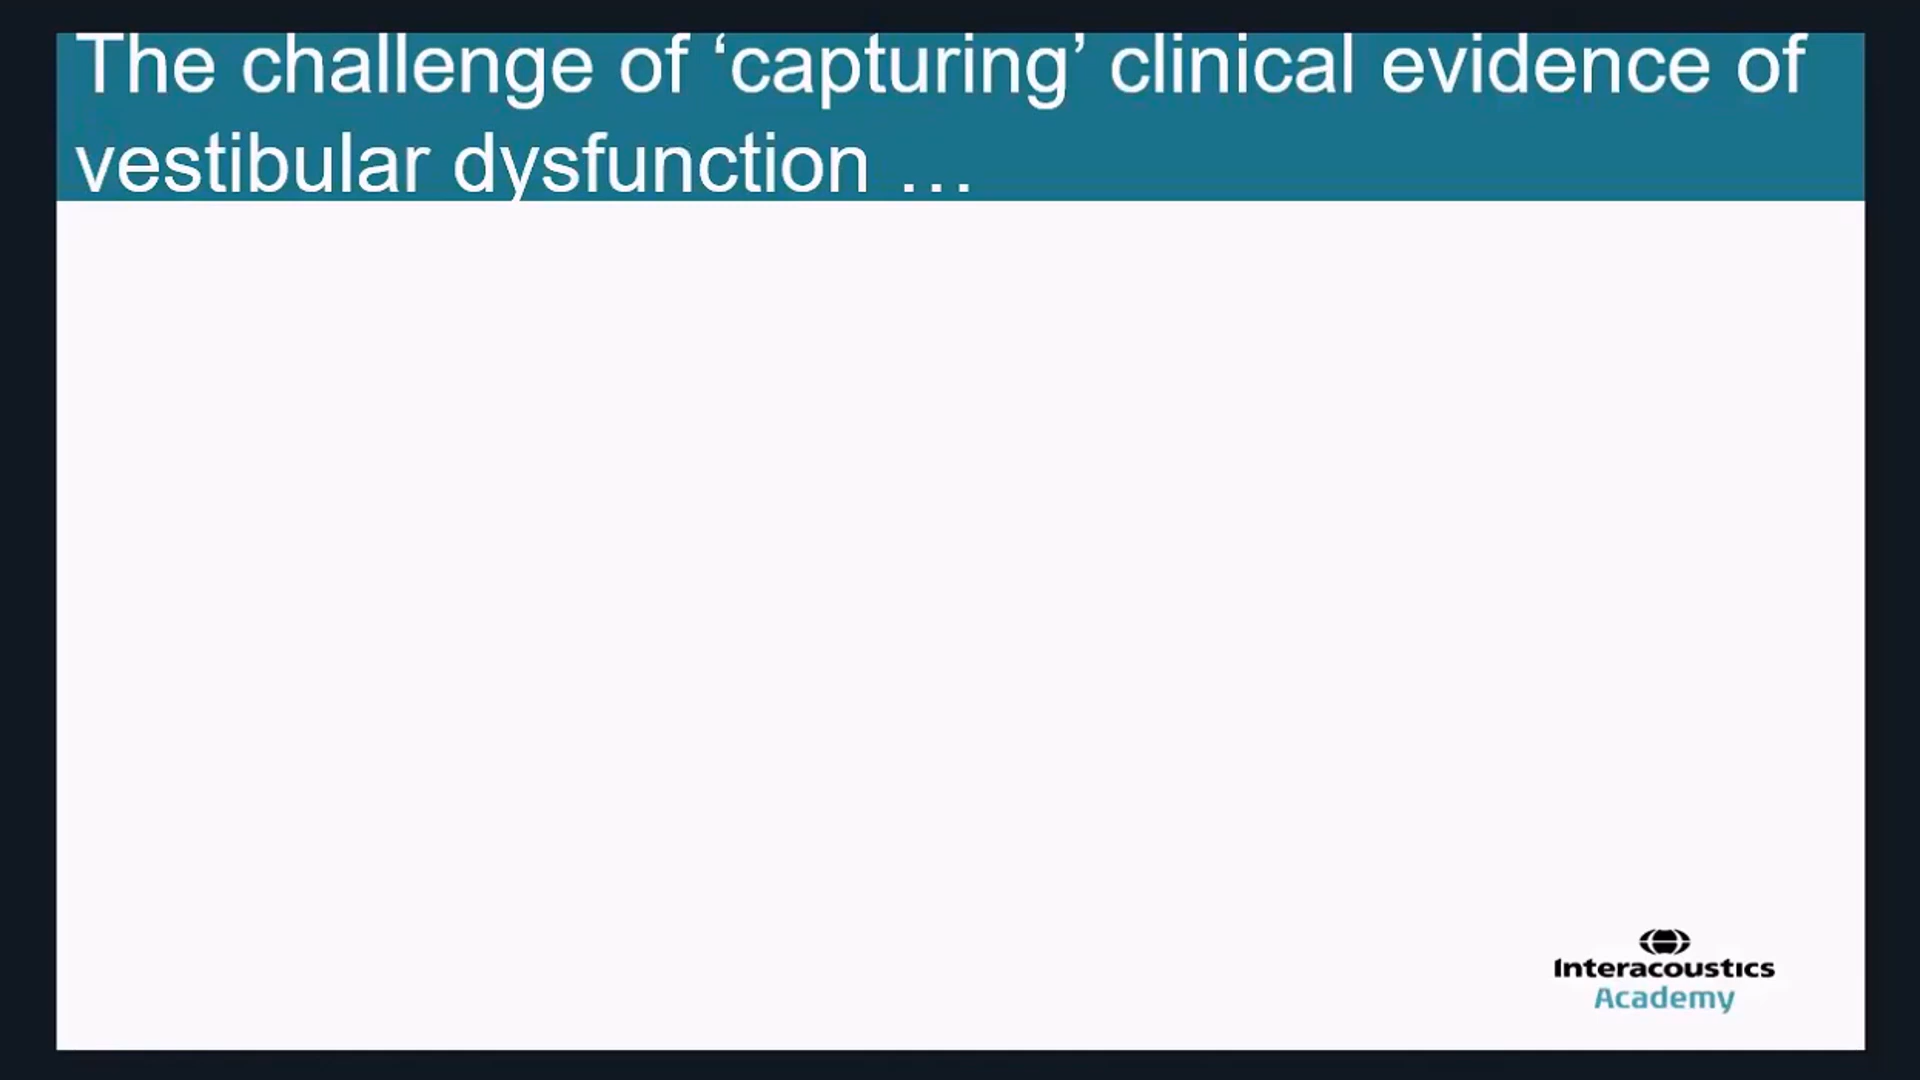 The challenge of ‘capturing’ clinical evidence of
vestibular dysfunction …
Interacoustics
Academy